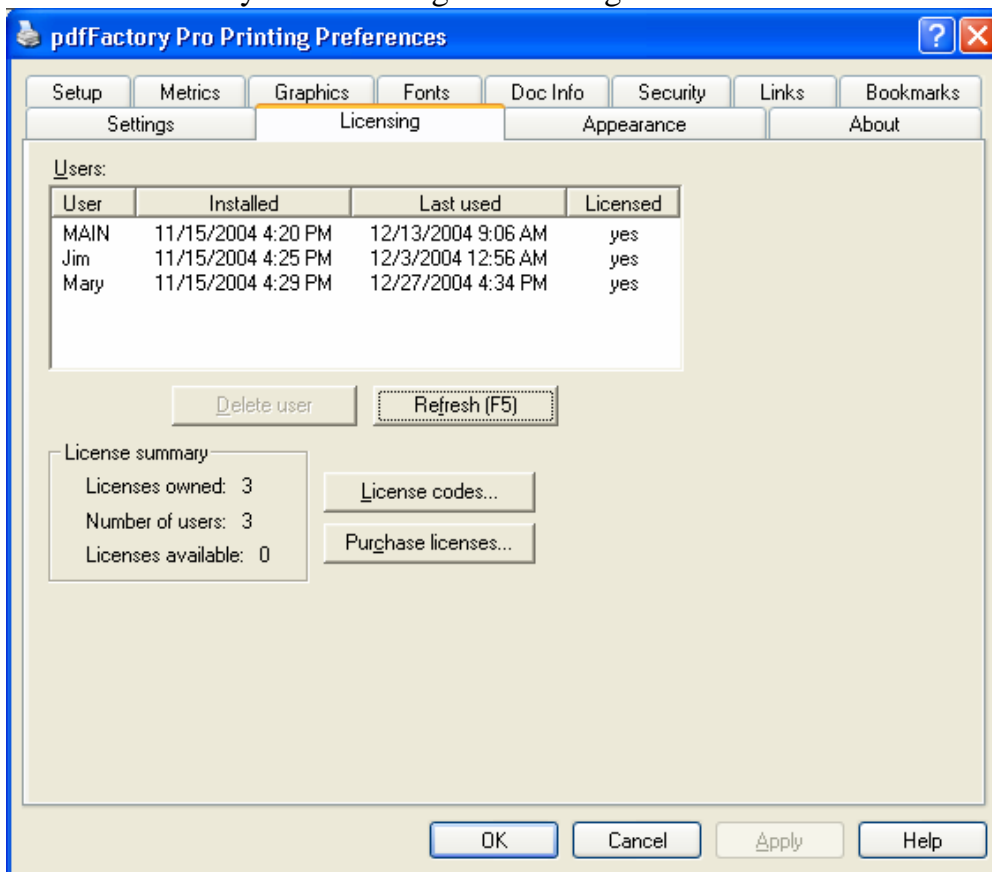 pdfFactory Pro Printing Preferences
Setup Metrics Graphics Fonts Doc Info Security Links Bookmarks
Settings Licensing Appearance About
Users:
User Installed Last used Licensed
MAIN 11/15/2004 4:20 PM 12/13/2004 9:06 AM yes
Jim 11/15/2004 4:25 PM 12/3/2004 12:56 AM yes
Mary 11/15/2004 4:29 PM 12/27/2004 4:34 PM yes
Delete user Refresh (F5)
License summary
Licenses owned: 3
License codes...
Number of users: 3
Purchase licenses...
Licenses available: 0
OK Cancel Apply Help